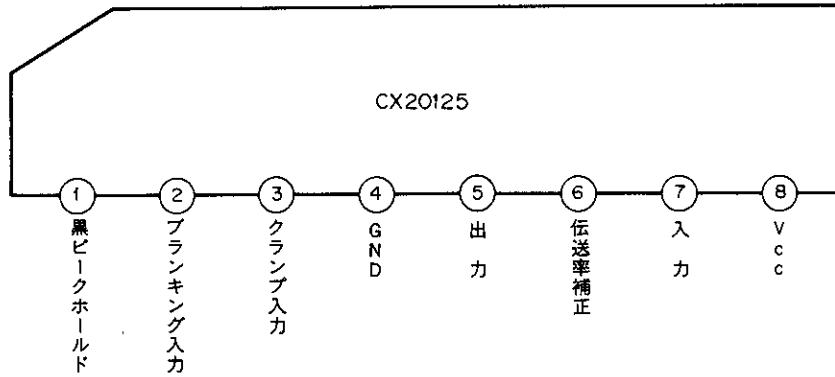 CX20125
1
2
3
4
5
6
7
8
黒ピークホールド
ブランキング入力
クランプ入力
GND
出力
伝送率補正
入力
Vcc